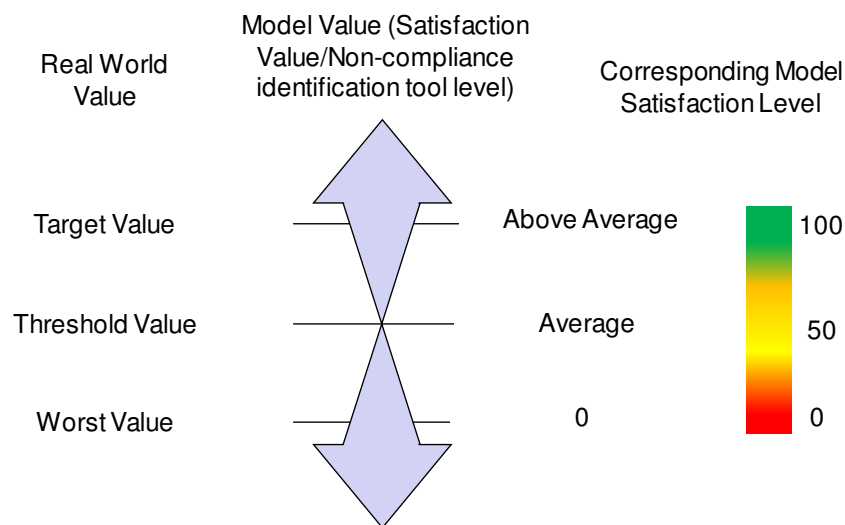 Model Value (Satisfaction
Value/Non-compliance
identification tool level)
Real World
Value
Corresponding Model
Satisfaction Level
Target Value
Above Average
100
Threshold Value
Average
50
Worst Value
0
0